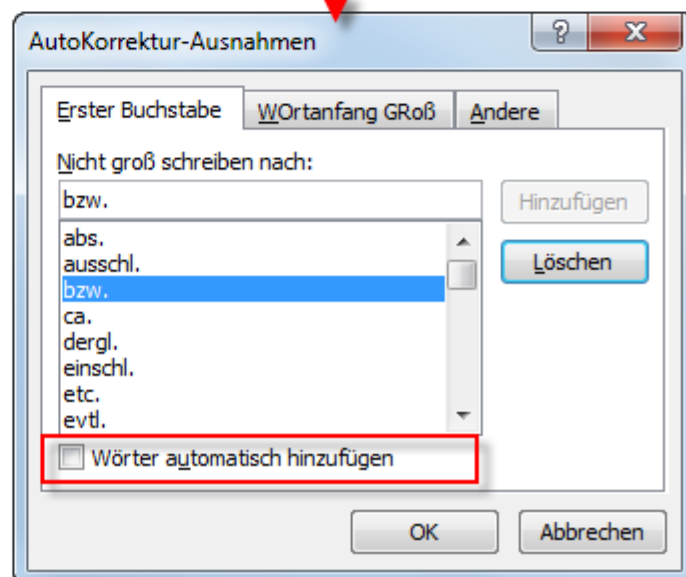 AutoKorrektur-Ausnahmen
Erster Buchstabe WOrtanfang GRoß Andere
Nicht groß schreiben nach:
bzw. Hinzufügen
abs.
ausschl. Löschen
bzw.
ca.
dergl.
einschl.
etc.
evtl.
Wörter automatisch hinzufügen
OK Abbrechen